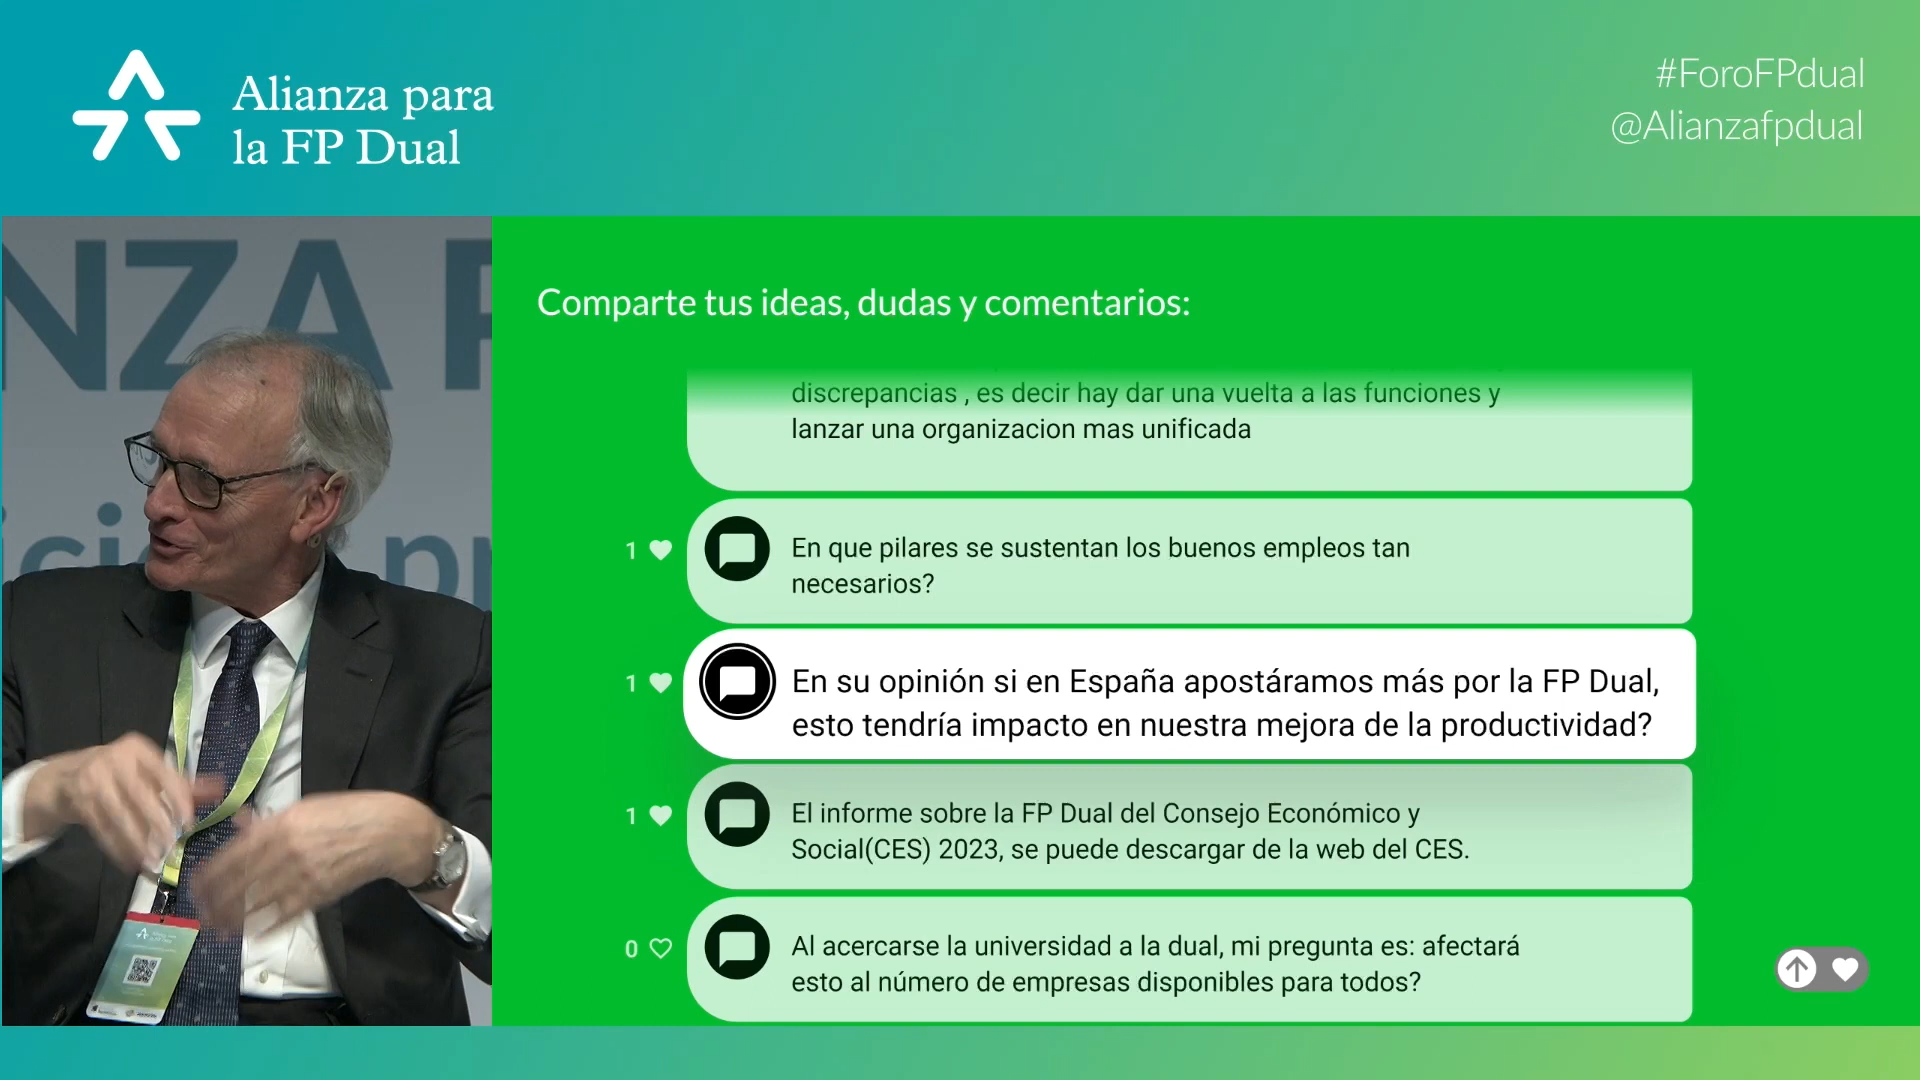 Alianza para
la FP Dual
#ForoFPdual
@Alianzafpdual
NZA P
Comparte tus ideas, dudas y comentarios:
discrepancias , es decir hay dar una vuelta a las funciones y
lanzar una organizacion mas unificada
1
En que pilares se sustentan los buenos empleos tan
necesarios?
1
En su opinión si en España apostáramos más por la FP Dual,
esto tendría impacto en nuestra mejora de la productividad?
1
El informe sobre la FP Dual del Consejo Económico y
Social(CES) 2023, se puede descargar de la web del CES.
0
Al acercarse la universidad a la dual, mi pregunta es: afectará
esto al número de empresas disponibles para todos?